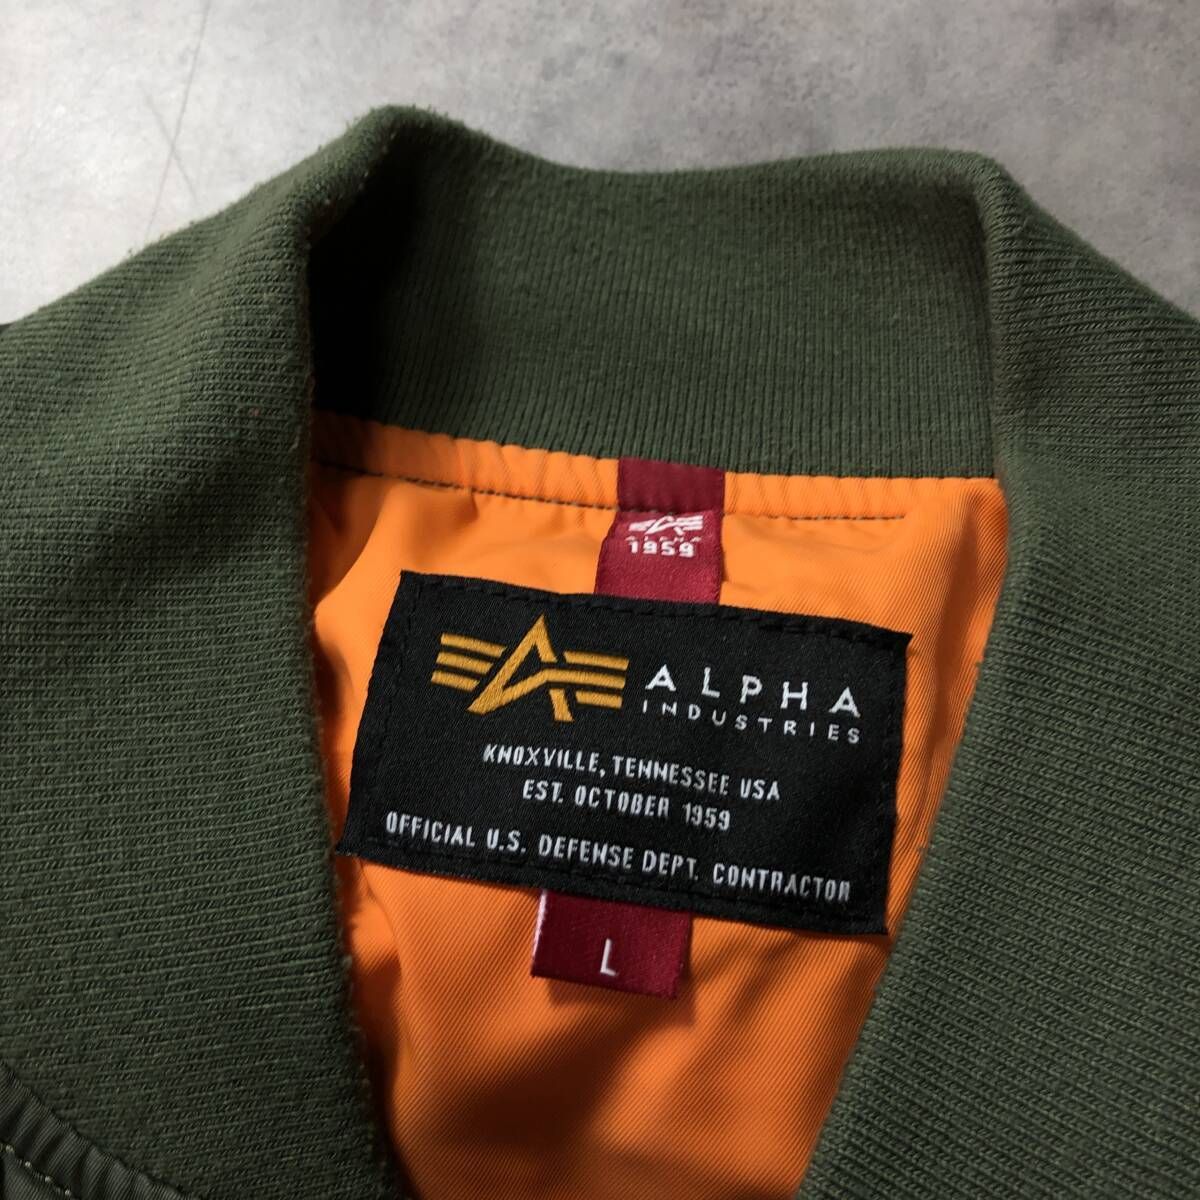 ALPHA
1959
ALPHA
INDUSTRIES
KNOXVILLE, TENNESSEE USA
EST. OCTOBER 1959
OFFICIAL U.S. DEFENSE DEPT. CONTRACTOR
L